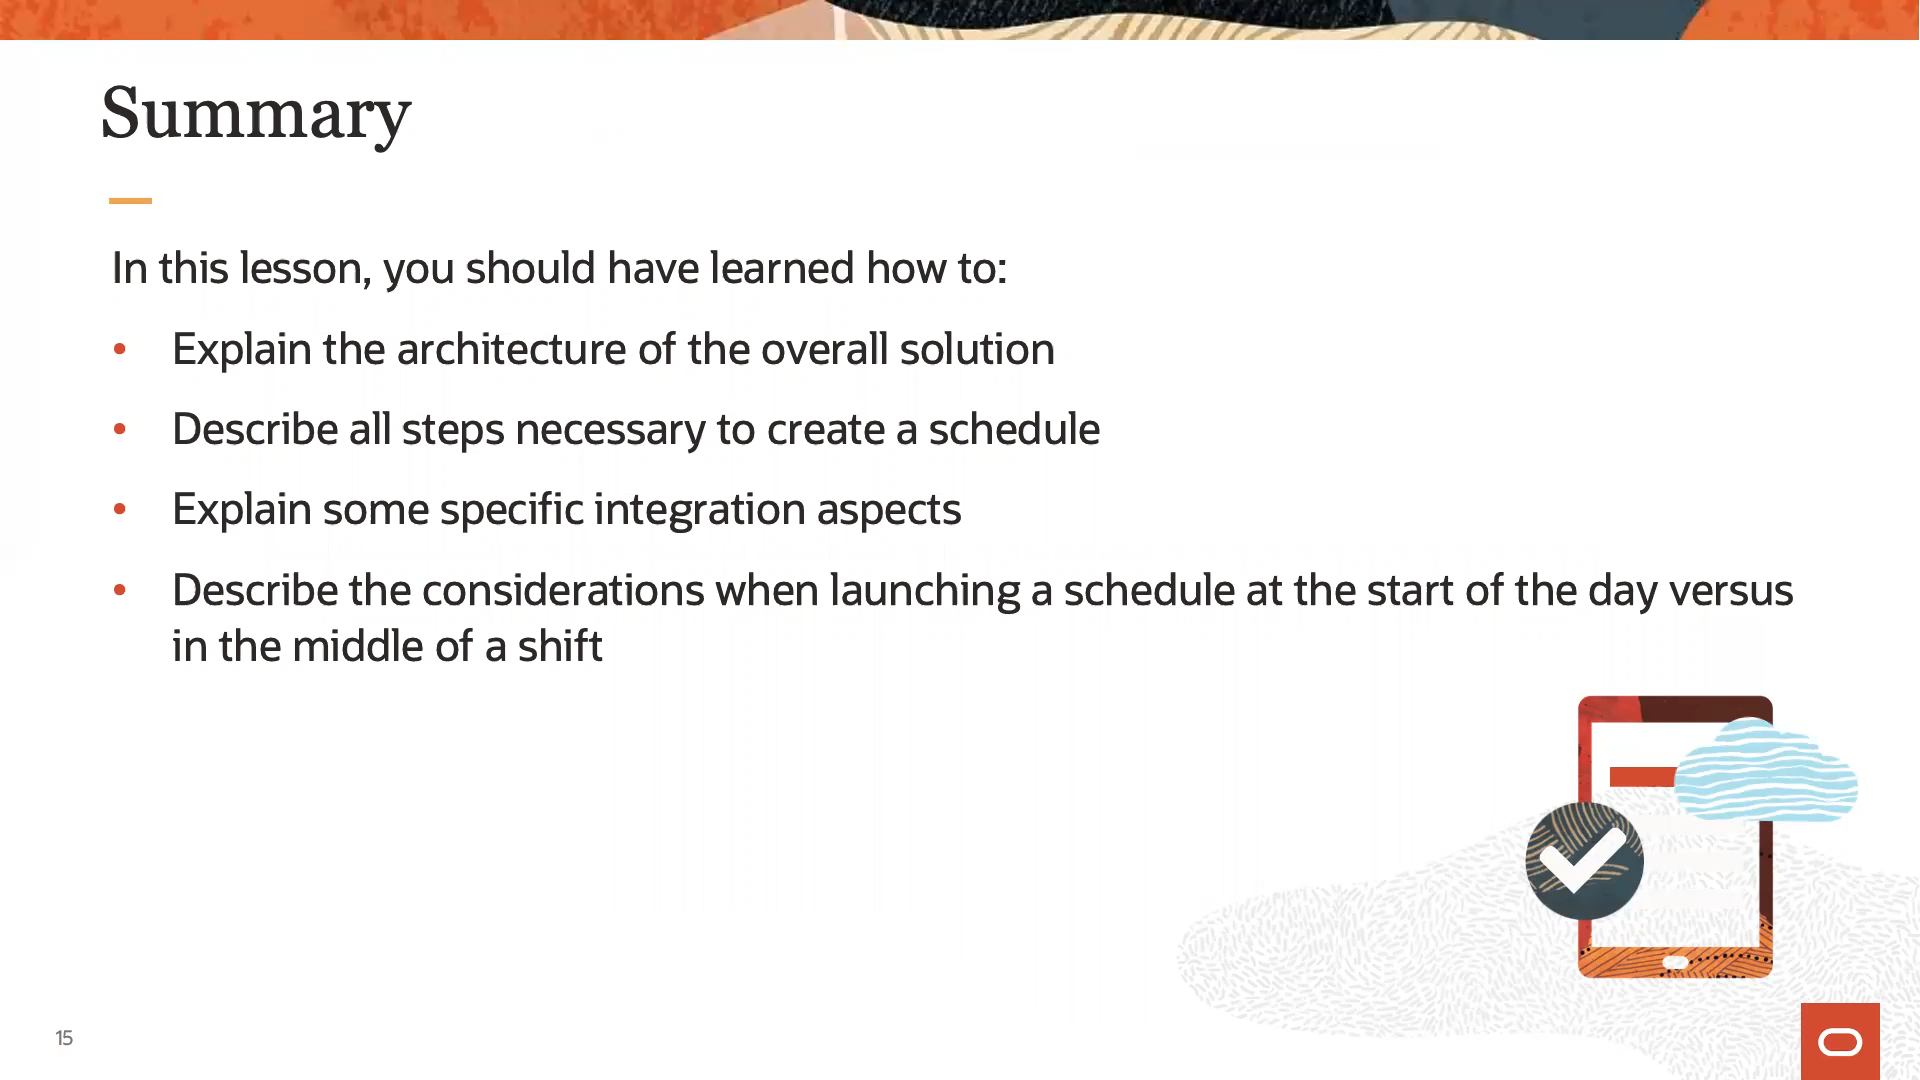 Summary
In this lesson, you should have learned how to:
• Explain the architecture of the overall solution
• Describe all steps necessary to create a schedule
• Explain some specific integration aspects
• Describe the considerations when launching a schedule at the start of the day versus
in the middle of a shift
15